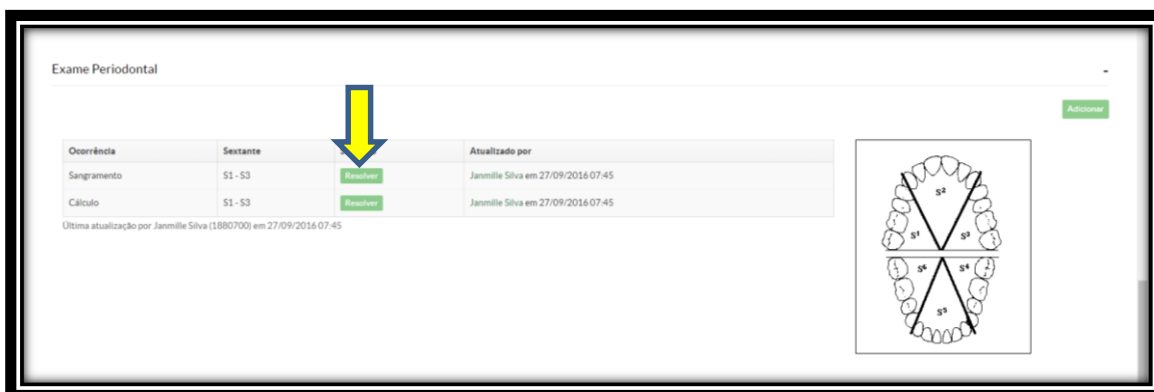 Exame Periodontal
-
Adicionar
Ocorrência Sextante Atualizado por
Sangramento S1 - S3 Resolver Janmille Silva em 27/09/2016 07:45
Cálculo S1 - S3 Resolver Janmille Silva em 27/09/2016 07:45
Última atualização por Janmille Silva (1880700) em 27/09/2016 07:45
S²
S¹ S³
S⁶ S⁴
S⁵